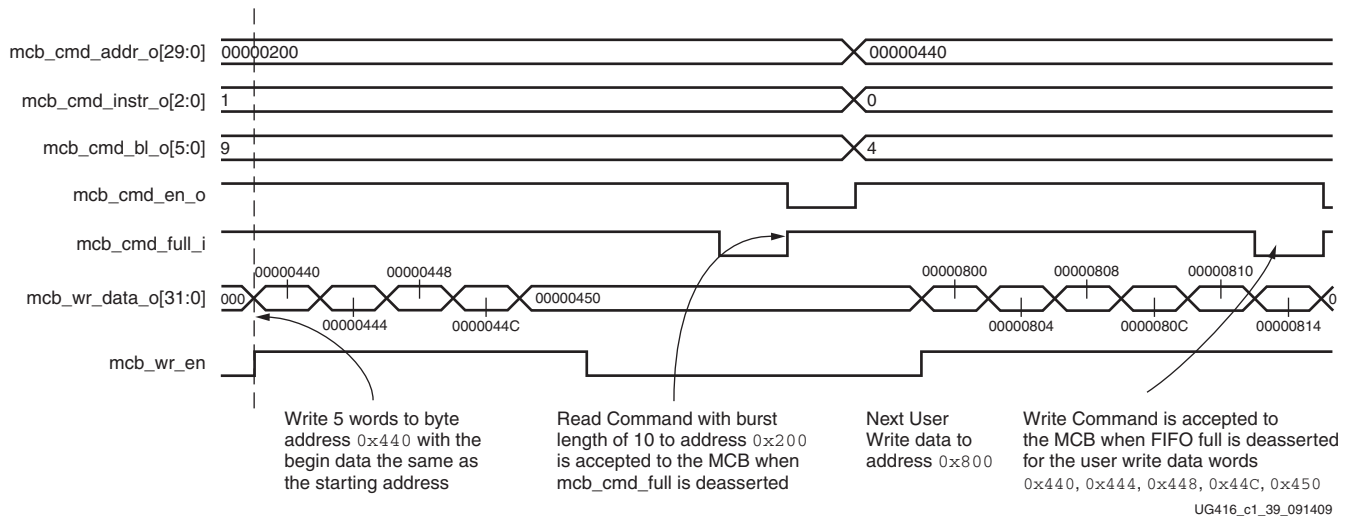 mcb_cmd_addr_o[29:0] 00000200 00000440
mcb_cmd_instr_o[2:0] 1 0
mcb_cmd_bl_o[5:0] 9 4
mcb_cmd_en_o
mcb_cmd_full_i
00000440 00000448 00000800 00000808 00000810
mcb_wr_data_o[31:0] 000 00000450 0
00000444 0000044C 00000804 0000080C 00000814
mcb_wr_en
Write 5 words to byte
address 0x440 with the
begin data the same as
the starting address
Read Command with burst
length of 10 to address 0x200
is accepted to the MCB when
mcb_cmd_full is deasserted
Next User
Write data to
address 0x800
Write Command is accepted to
the MCB when FIFO full is deasserted
for the user write data words
0x440, 0x444, 0x448, 0x44C, 0x450
UG416_c1_39_091409